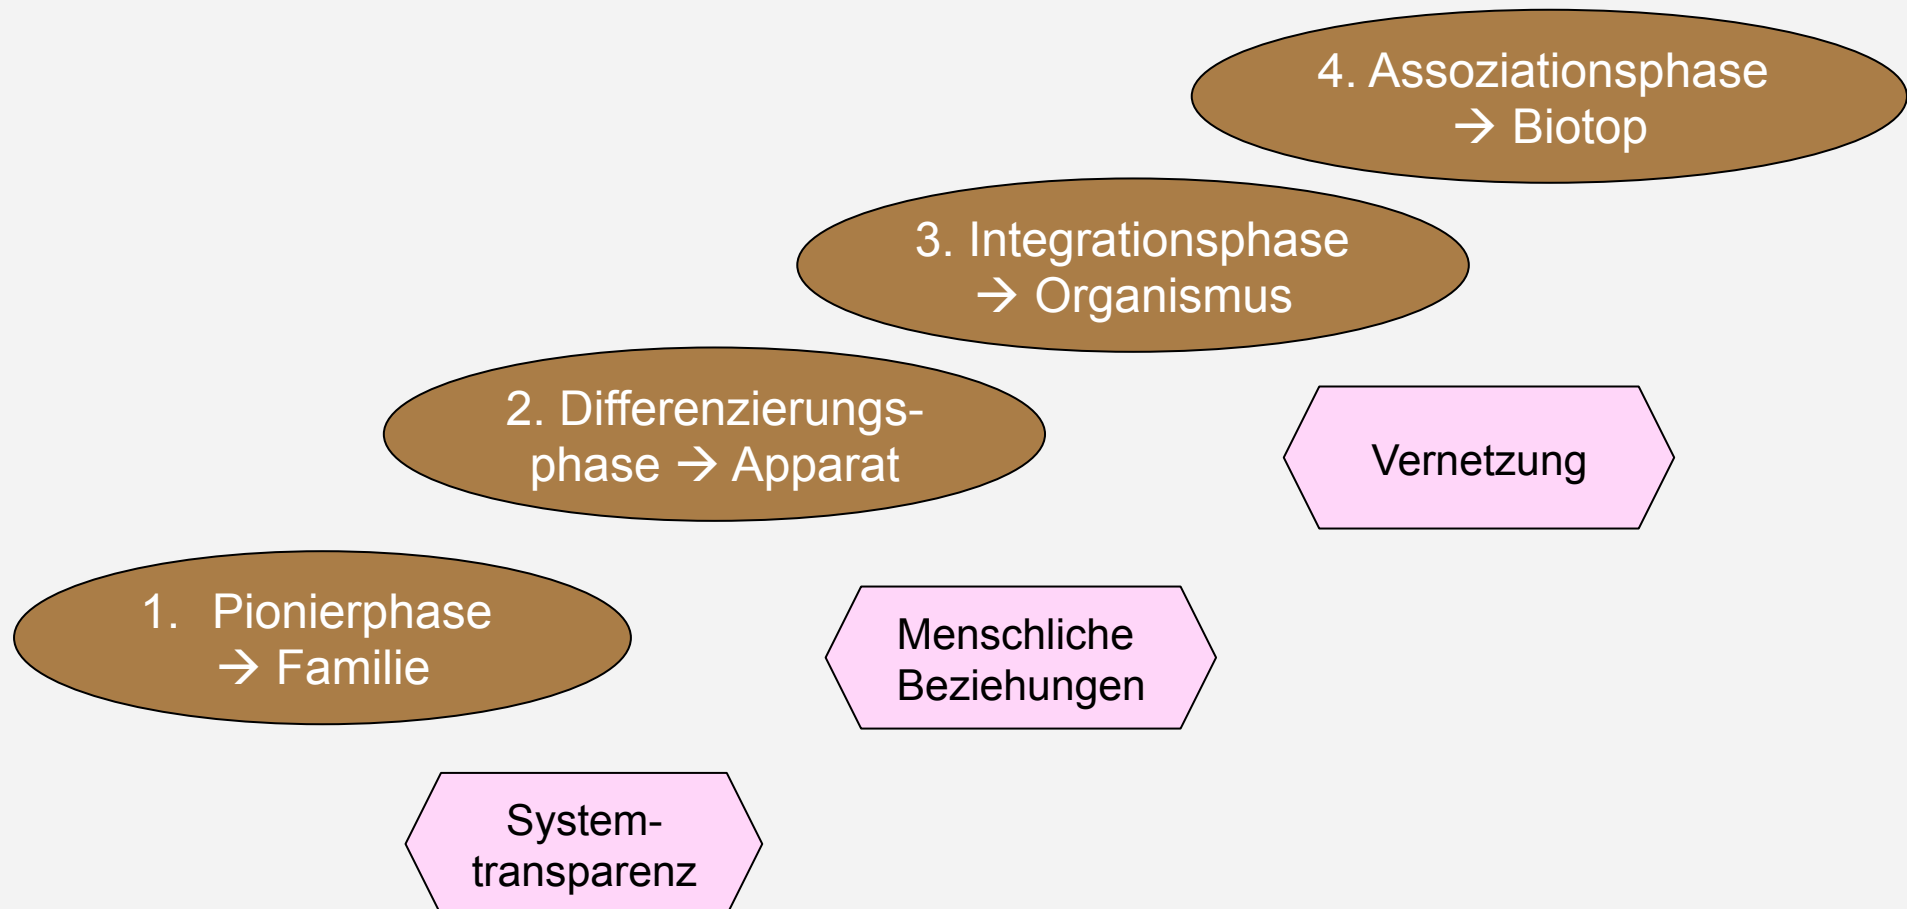 4. Assoziationsphase
→ Biotop
3. Integrationsphase
→ Organismus
2. Differenzierungs-
phase → Apparat
Vernetzung
1. Pionierphase
→ Familie
Menschliche
Beziehungen
System-
transparenz